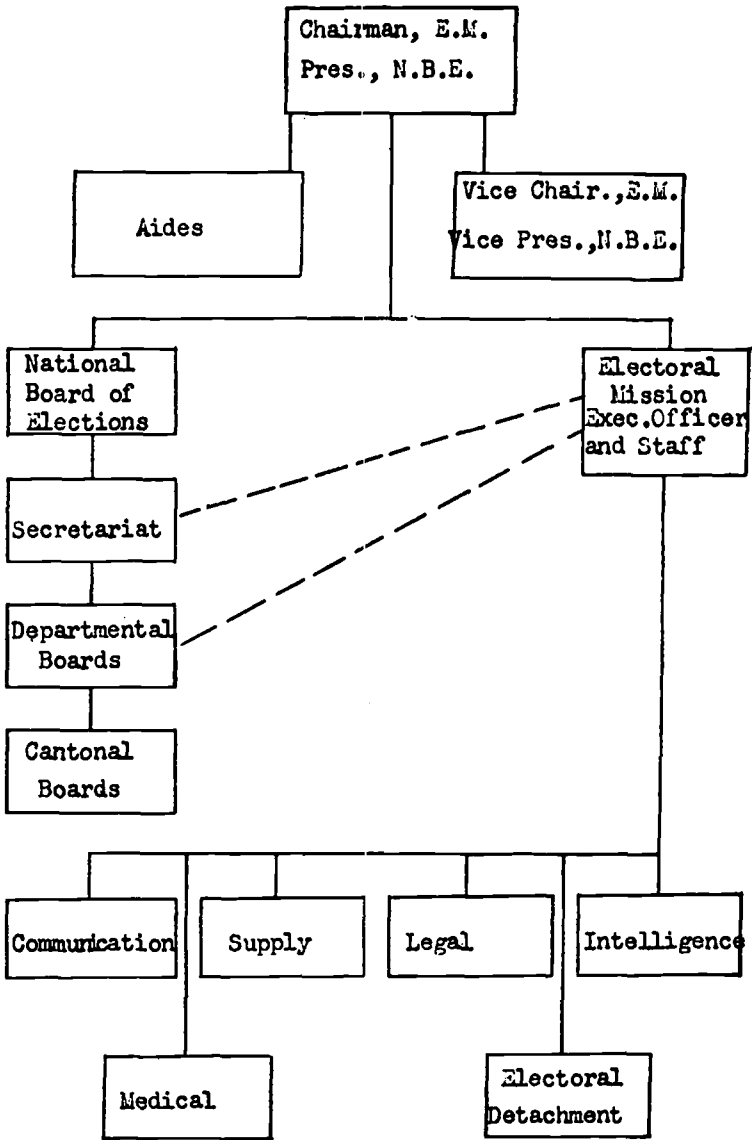 Chairman, E.M.
Pres., N.B.E.
Aides
Vice Chair.,E.M.
Vice Pres.,N.B.E.
National
Board of
Elections
Electoral
Mission
Exec.Officer
and Staff
Secretariat
Departmental
Boards
Cantonal
Boards
Communication
Supply
Legal
Intelligence
Medical
Electoral
Detachment